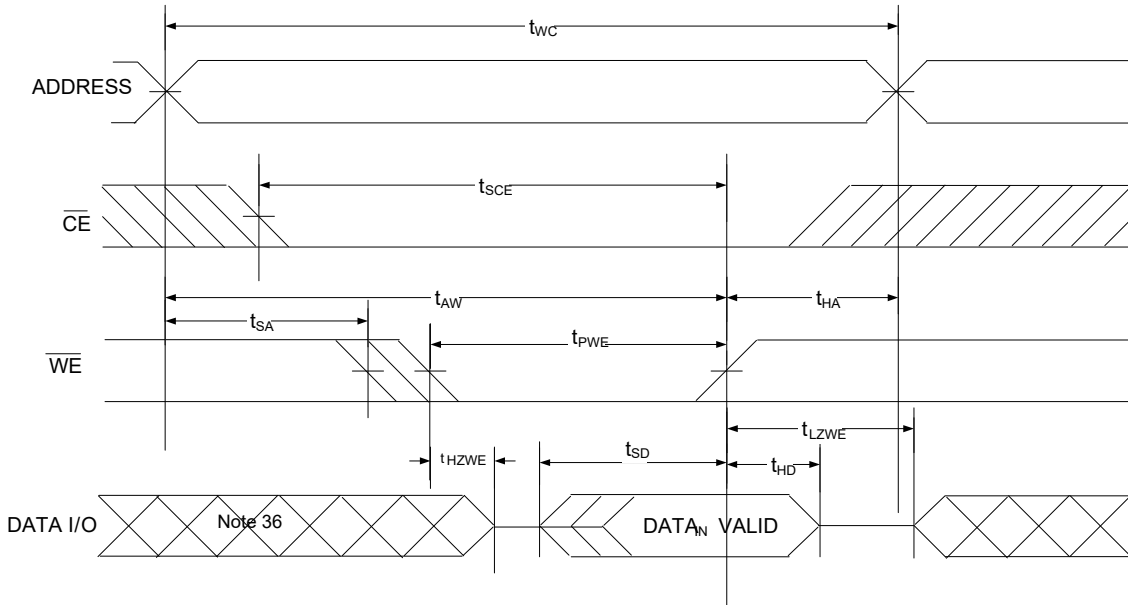 tWC
ADDRESS
tSCE
CE
tAW
tHA
tSA
tPWE
WE
tLZWE
tHZWE
tSD
tHD
DATA I/O
Note 36
DATAIN VALID